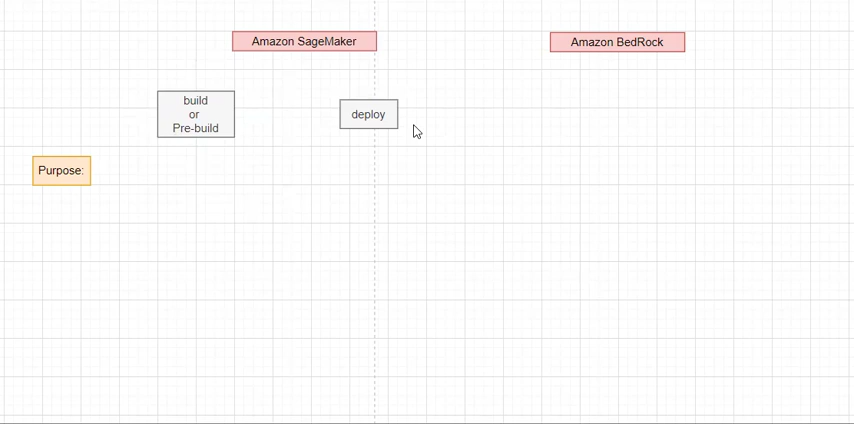 Amazon SageMaker
Amazon BedRock
build
or
Pre-build
deploy
Purpose: